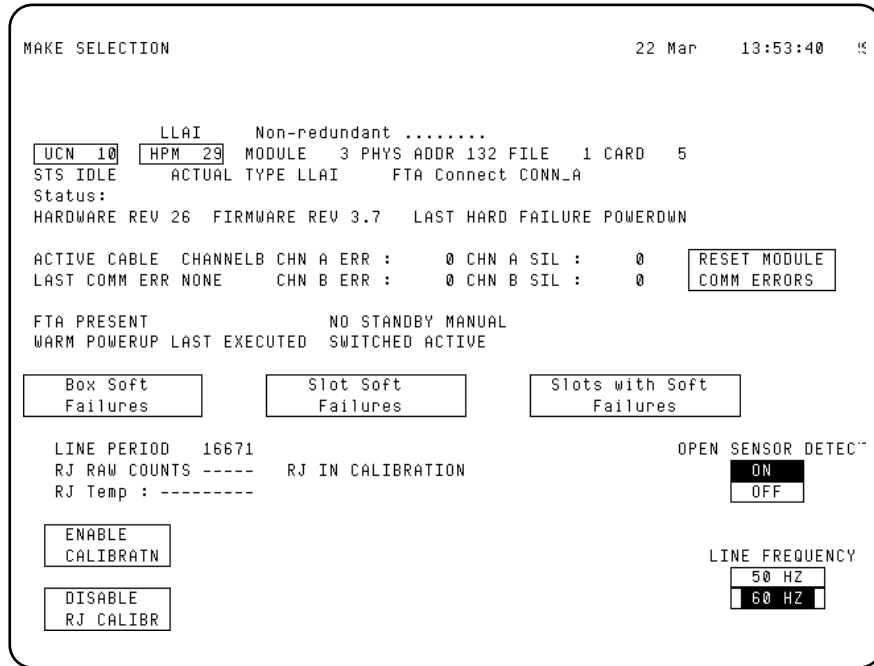 MAKE SELECTION 22 Mar 13:53:40
LLAI Non-redundant ........
UCN 10 HPM 29 MODULE 3 PHYS ADDR 132 FILE 1 CARD 5
STS IDLE ACTUAL TYPE LLAI FTA Connect CONN_A
Status:
HARDWARE REV 26 FIRMWARE REV 3.7 LAST HARD FAILURE POWERDWN
ACTIVE CABLE CHANNELB CHN A ERR : 0 CHN A SIL : 0 RESET MODULE
LAST COMM ERR NONE CHN B ERR : 0 CHN B SIL : 0 COMM ERRORS
FTA PRESENT NO STANDBY MANUAL
WARM POWERUP LAST EXECUTED SWITCHED ACTIVE
Box Soft Slot Soft Slots with Soft
Failures Failures Failures
LINE PERIOD 16671 OPEN SENSOR DETEC
RJ RAW COUNTS ----- RJ IN CALIBRATION ON
RJ Temp : --------- OFF
ENABLE
CALIBRATN LINE FREQUENCY
50 HZ
DISABLE 60 HZ
RJ CALIBR